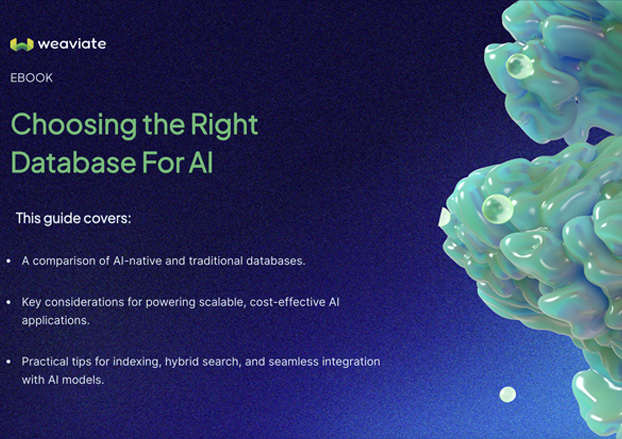 weaviate
EBOOK
Choosing the Right
Database For AI
This guide covers:
• A comparison of AI-native and traditional databases.
• Key considerations for powering scalable, cost-effective AI
applications.
• Practical tips for indexing, hybrid search, and seamless integration
with AI models.